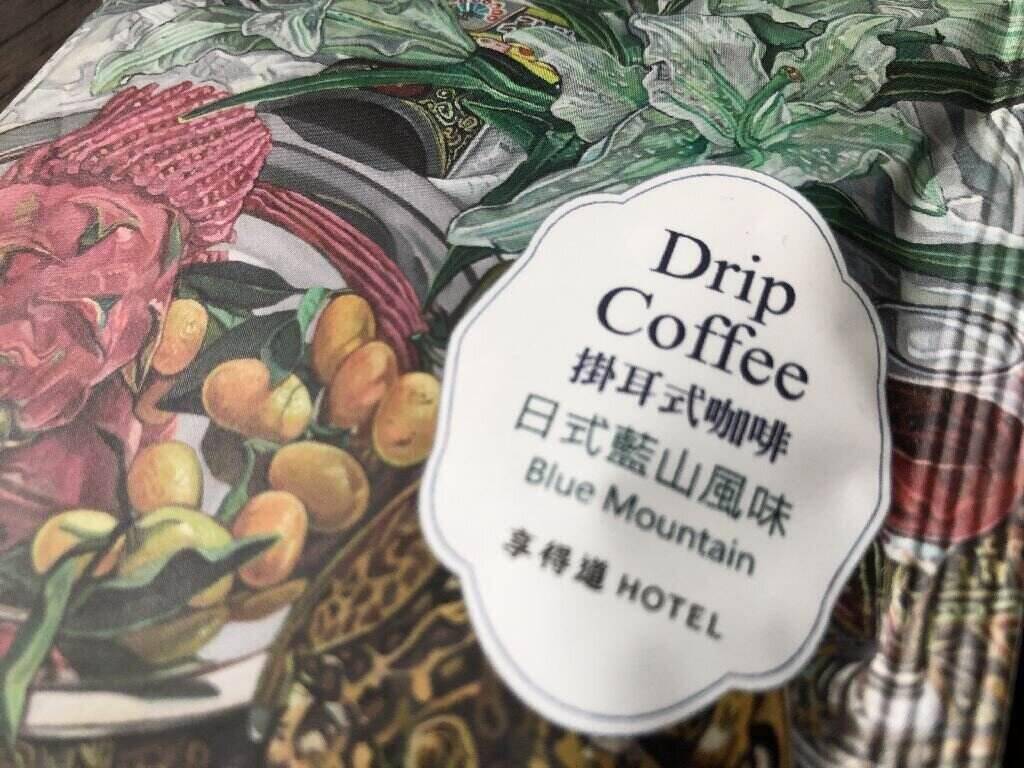 Drip
Coffee
掛耳式咖啡
日式藍山風味
Blue Mountain
享得道 HOTEL